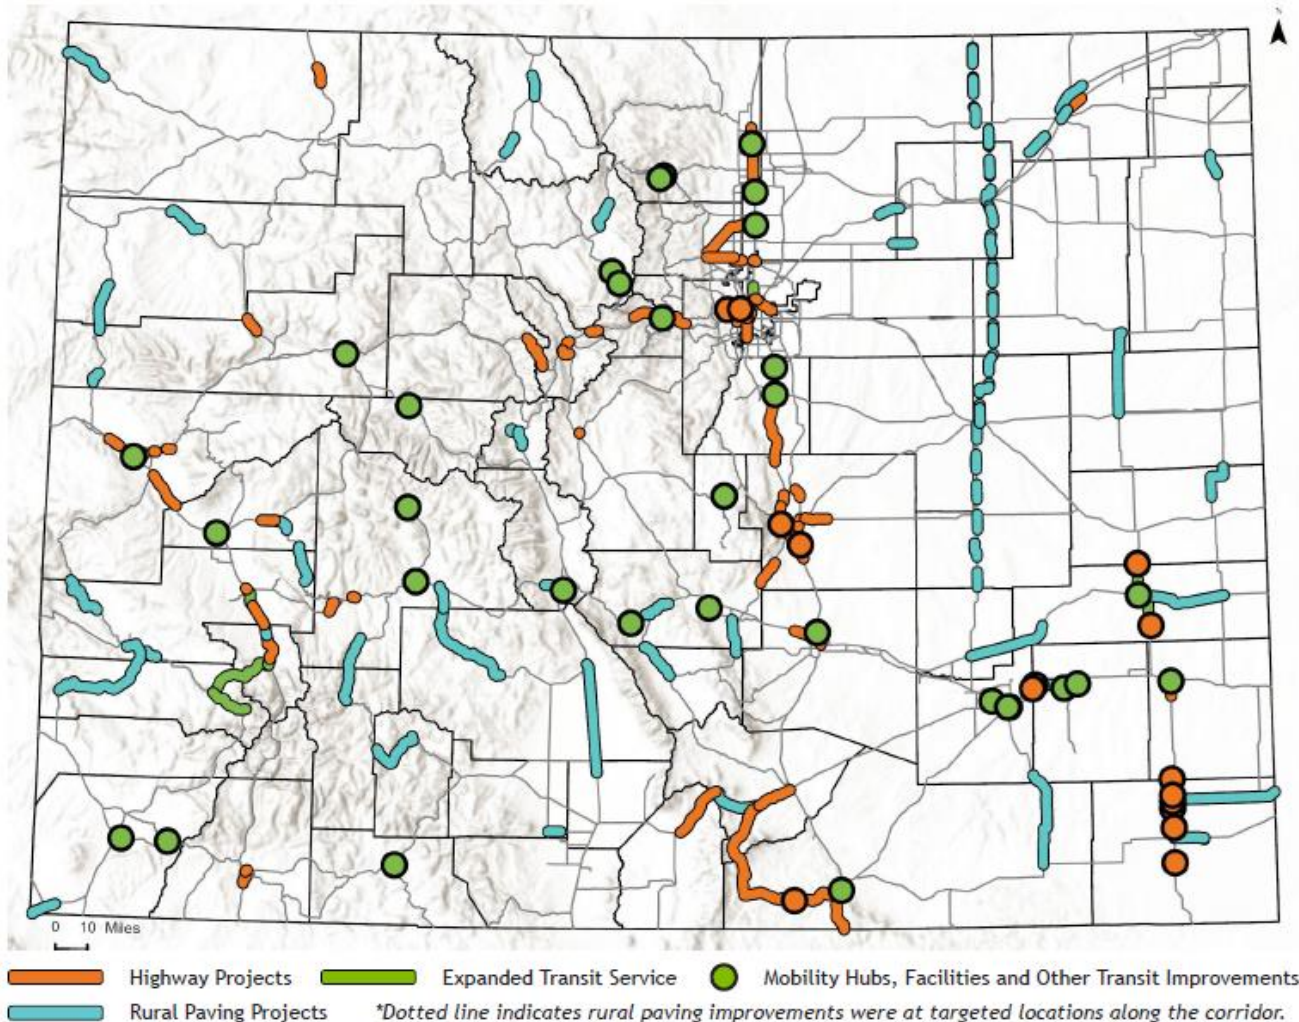 0 10 Miles
Highway Projects Expanded Transit Service Mobility Hubs, Facilities and Other Transit Improvements
Rural Paving Projects *Dotted line indicates rural paving improvements were at targeted locations along the corridor.